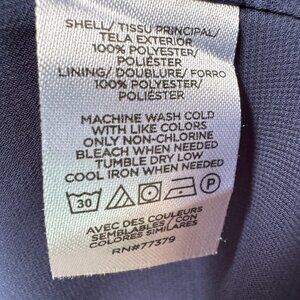 SHELL/ TISSU PRINCIPAL/
TELA EXTERIOR
100% POLYESTER/
POLIÉSTER
LINING/ DOUBLURE/ FORRO
100% POLYESTER/
POLIÉSTER
MACHINE WASH COLD
WITH LIKE COLORS
ONLY NON-CHLORINE
BLEACH WHEN NEEDED
TUMBLE DRY LOW
COOL IRON WHEN NEEDED
30 P
AVEC DES COULEURS
SEMBLABLES / CON
COLORES SIMILARES
RN#77379